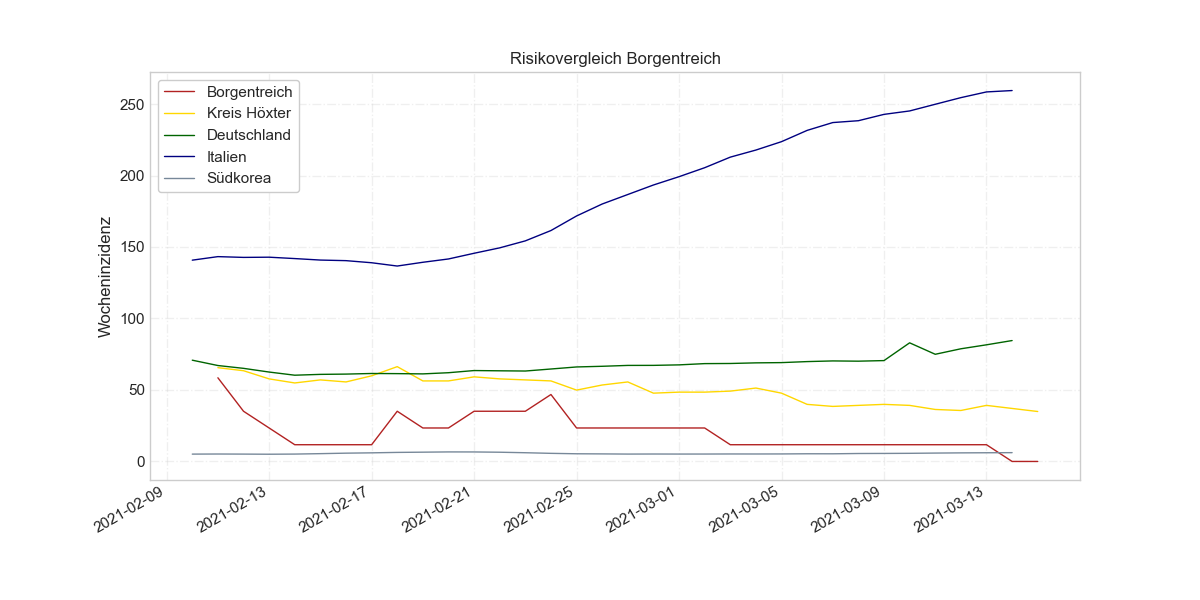 Risikovergleich Borgentreich
Borgentreich
Kreis Höxter
Deutschland
Italien
Südkorea
Wocheninzidenz
250
200
150
100
50
0
2021-02-09
2021-02-13
2021-02-17
2021-02-21
2021-02-25
2021-03-01
2021-03-05
2021-03-09
2021-03-13